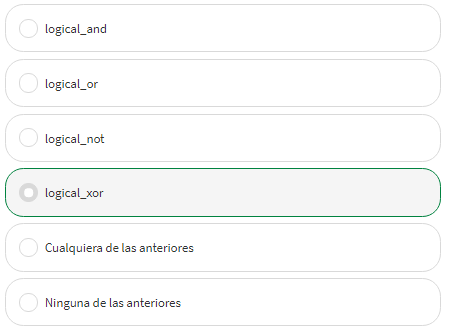 logical_and
logical_or
logical_not
logical_xor
Cualquiera de las anteriores
Ninguna de las anteriores